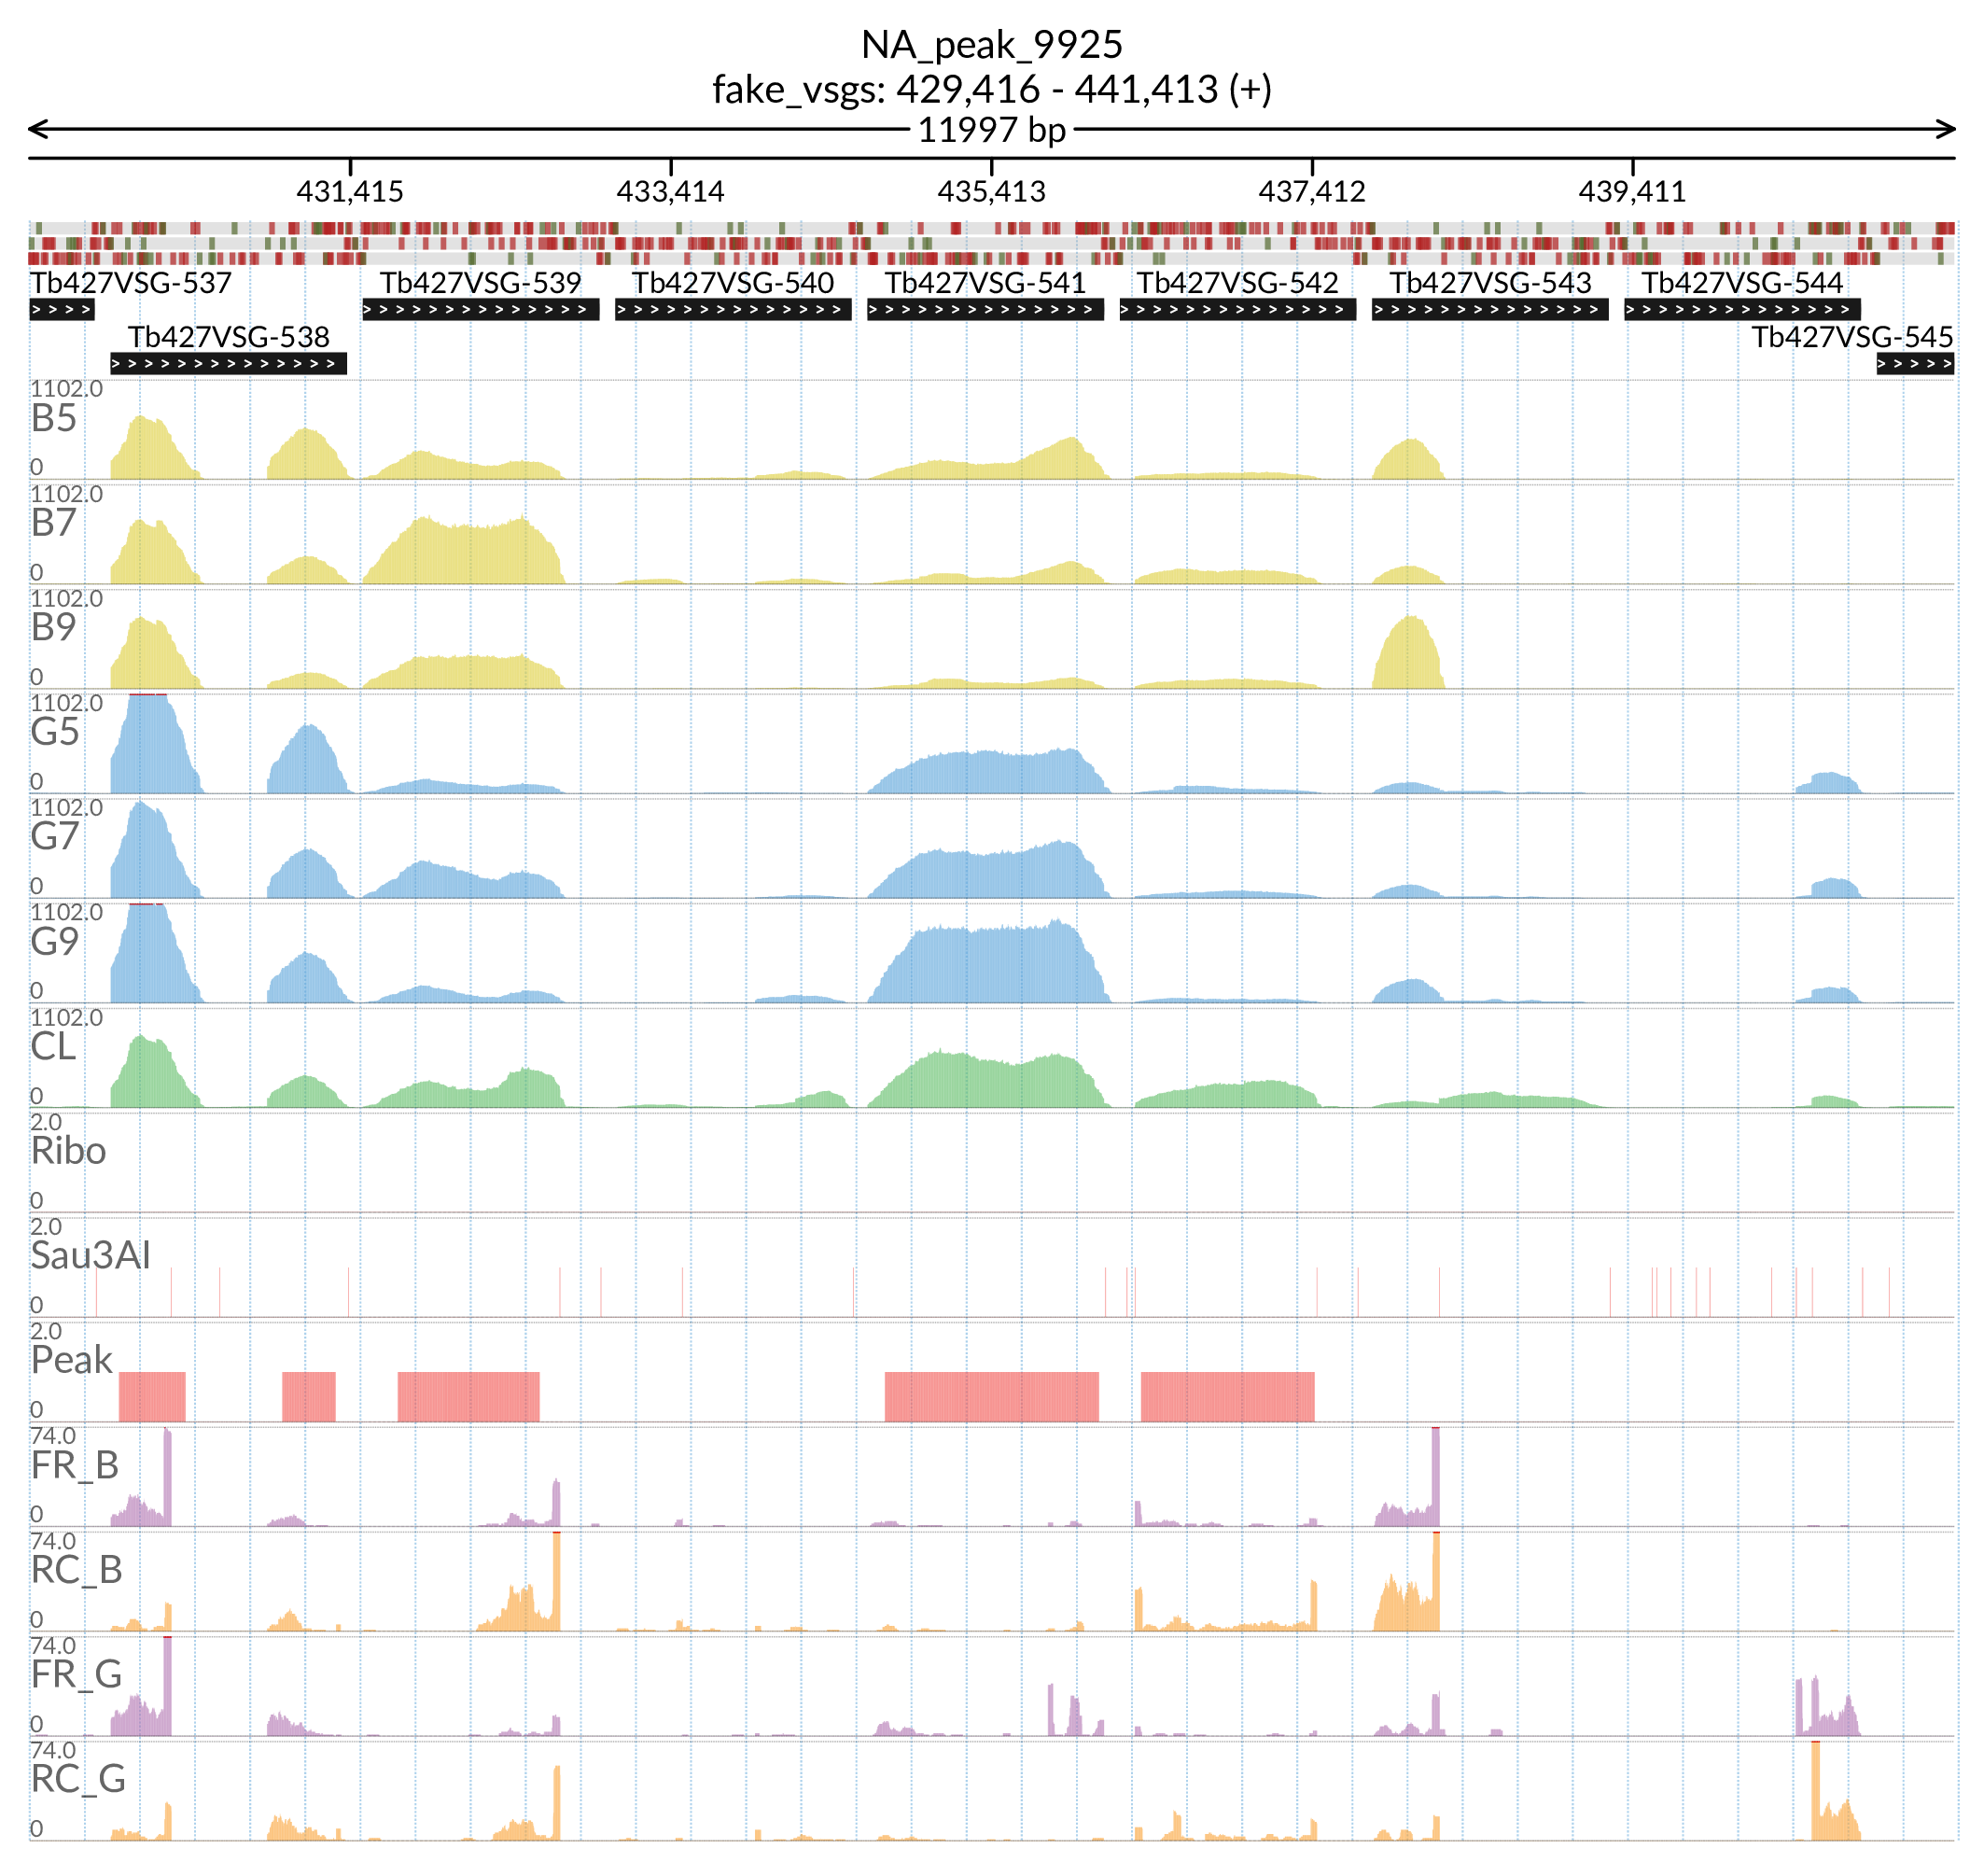 NA_peak_9925
fake_vsgs: 429,416 - 441,413 (+)
11997 bp
431,415 433,414 435,413 437,412 439,411
Tb427VSG-537 Tb427VSG-539 Tb427VSG-540 Tb427VSG-541 Tb427VSG-542 Tb427VSG-543 Tb427VSG-544
Tb427VSG-538 Tb427VSG-545
1102.0
B5
0
1102.0
B7
0
1102.0
B9
0
1102.0
G5
0
1102.0
G7
0
1102.0
G9
0
1102.0
CL
0
2.0
Ribo
0
2.0
Sau3AI
0
2.0
Peak
0
74.0
FR_B
0
74.0
RC_B
0
74.0
FR_G
0
74.0
RC_G
0